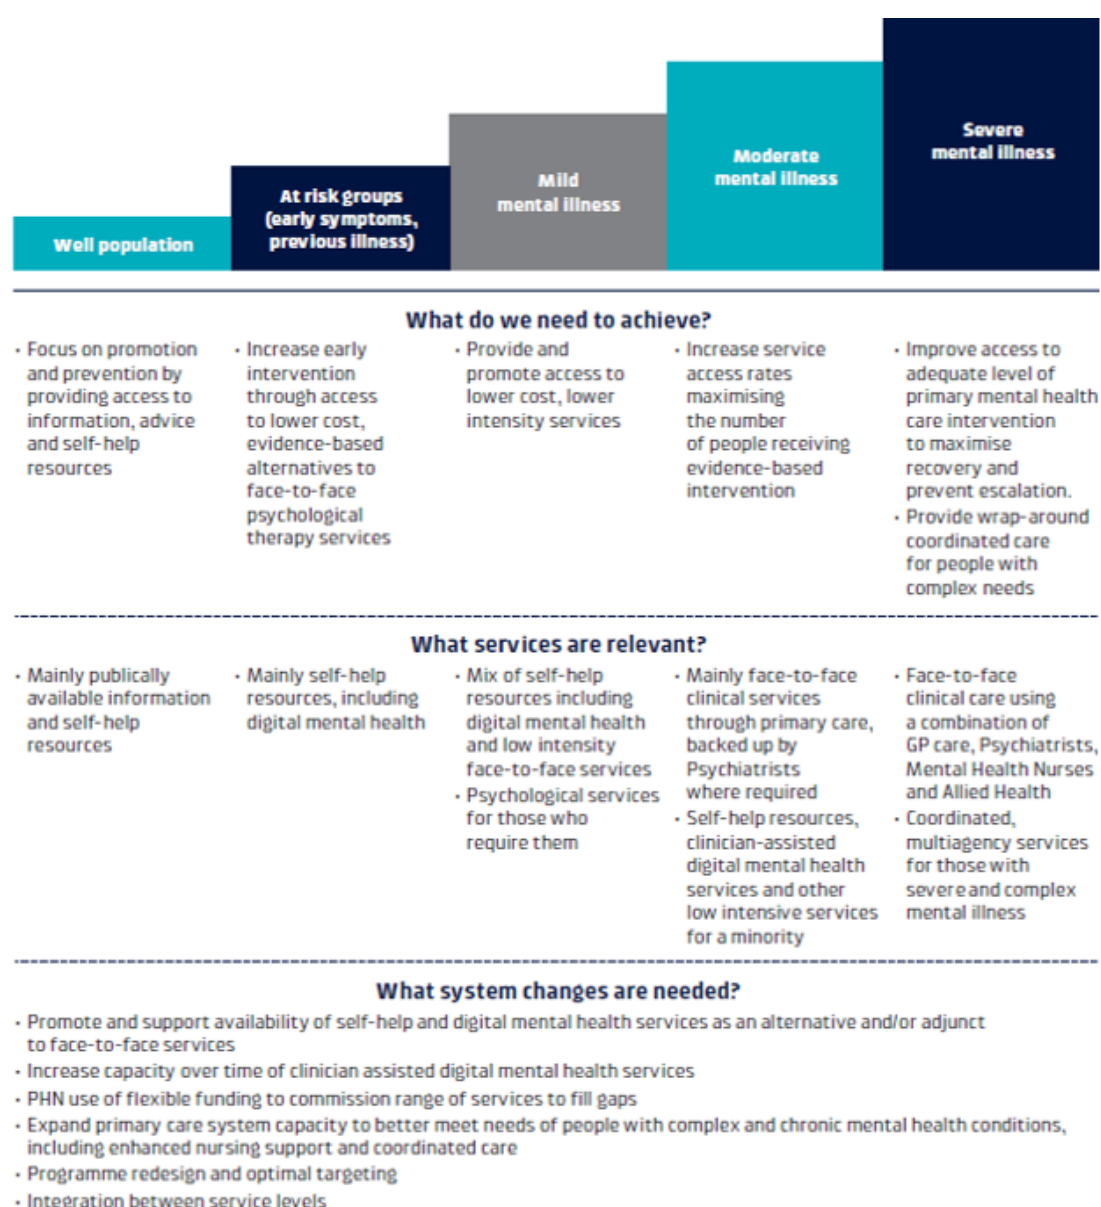 Well population
At risk groups
(early symptoms,
previous illness)
Mild
mental illness
Moderate
mental illness
Severe
mental illness
What do we need to achieve?
• Focus on promotion
and prevention by
providing access to
information, advice
and self-help
resources
• Increase early
intervention
through access
to lower cost,
evidence-based
alternatives to
face-to-face
psychological
therapy services
• Provide and
promote access to
lower cost, lower
intensity services
• Increase service
access rates
maximising
the number
of people receiving
evidence-based
intervention
• Improve access to
adequate level of
primary mental health
care intervention
to maximise
recovery and
prevent escalation.
• Provide wrap-around
coordinated care
for people with
complex needs
What services are relevant?
• Mainly publically
available information
and self-help
resources
• Mainly self-help
resources, including
digital mental health
• Mix of self-help
resources including
digital mental health
and low intensity
face-to-face services
• Psychological services
for those who
require them
• Mainly face-to-face
clinical services
through primary care,
backed up by
Psychiatrists
where required
• Self-help resources,
clinician-assisted
digital mental health
services and other
low intensive services
for a minority
• Face-to-face
clinical care using
a combination of
GP care, Psychiatrists,
Mental Health Nurses
and Allied Health
• Coordinated,
multiagency services
for those with
severe and complex
mental illness
What system changes are needed?
• Promote and support availability of self-help and digital mental health services as an alternative and/or adjunct
to face-to-face services
• Increase capacity over time of clinician assisted digital mental health services
• PHN use of flexible funding to commission range of services to fill gaps
• Expand primary care system capacity to better meet needs of people with complex and chronic mental health conditions,
including enhanced nursing support and coordinated care
• Programme redesign and optimal targeting
• Integration between service levels